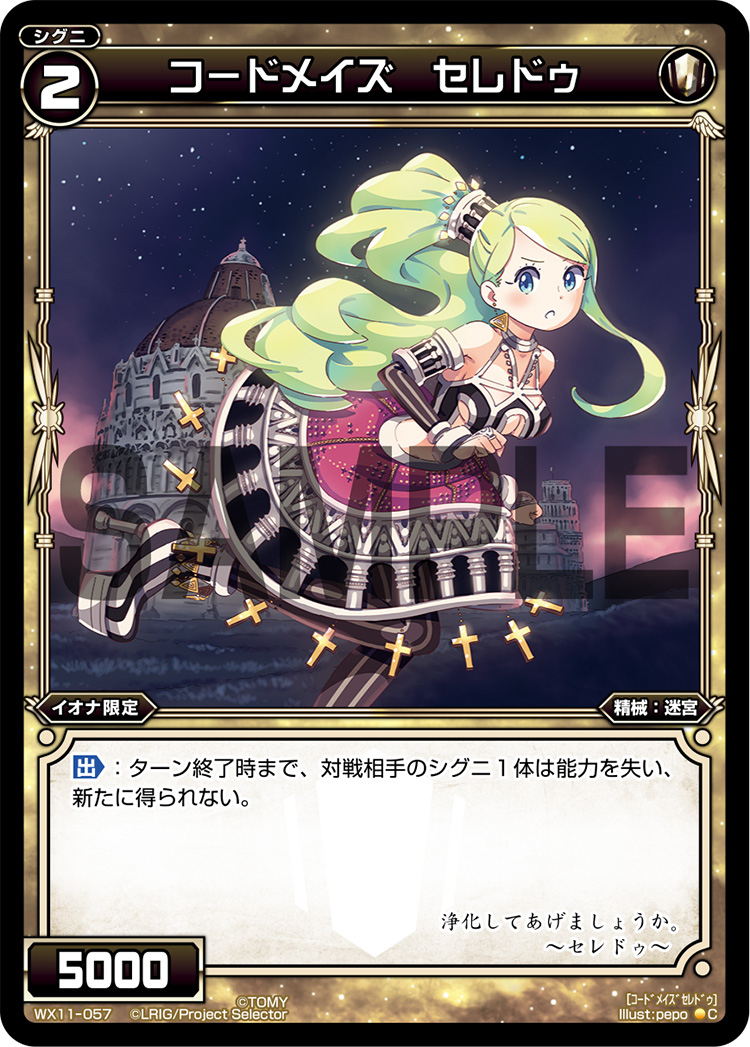 シグニ
2
コードメイズ　セレドゥ
SAMPLE
イオナ限定
精械：迷宮
出：ターン終了時まで、対戦相手のシグニ１体は能力を失い、
新たに得られない。
浄化してあげましょうか。
～セレドゥ～
5000
WX11-057 ©LRIG/Project Selector
©TOMY
[コードメイズセレドゥ]
Illust:pepo C